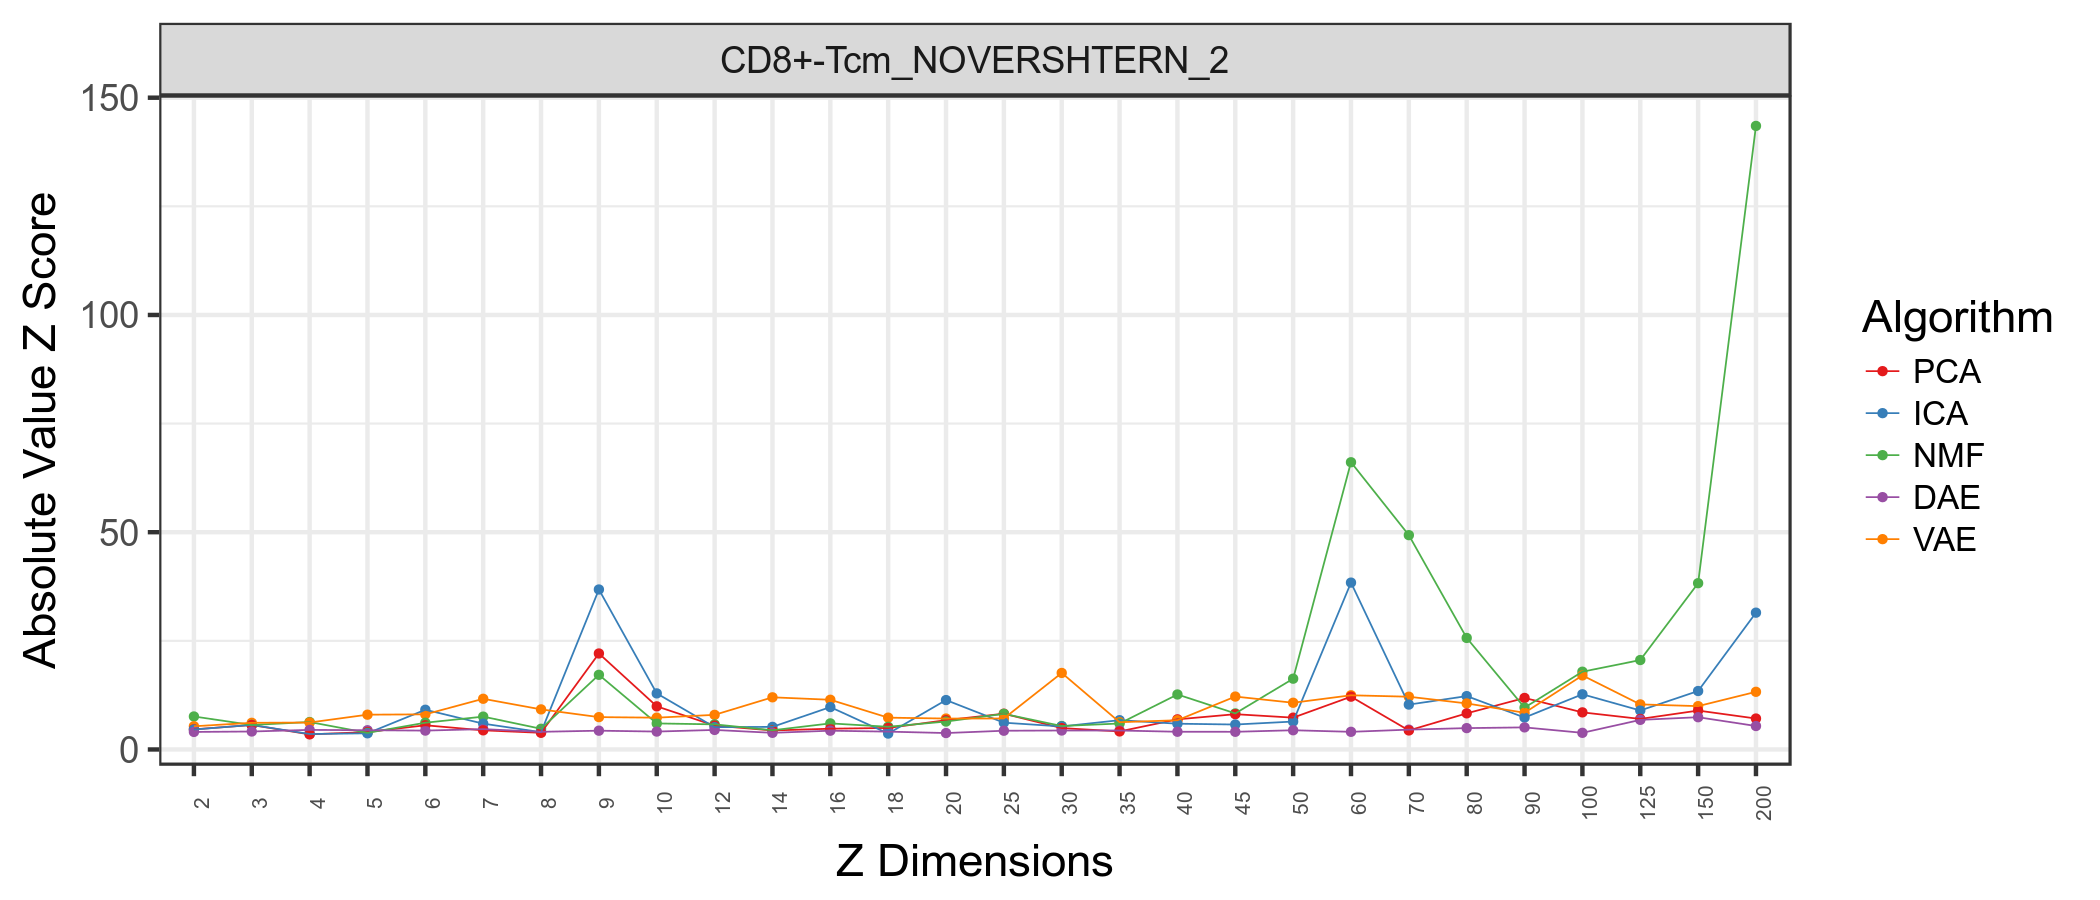 CD8+-Tcm_NOVERSHTERN_2
150
100
50
0
Absolute Value Z Score
2 3 4 5 6 7 8 9 10 12 14 16 18 20 25 30 35 40 45 50 60 70 80 90 100 125 150 200
Z Dimensions
Algorithm
PCA
ICA
NMF
DAE
VAE